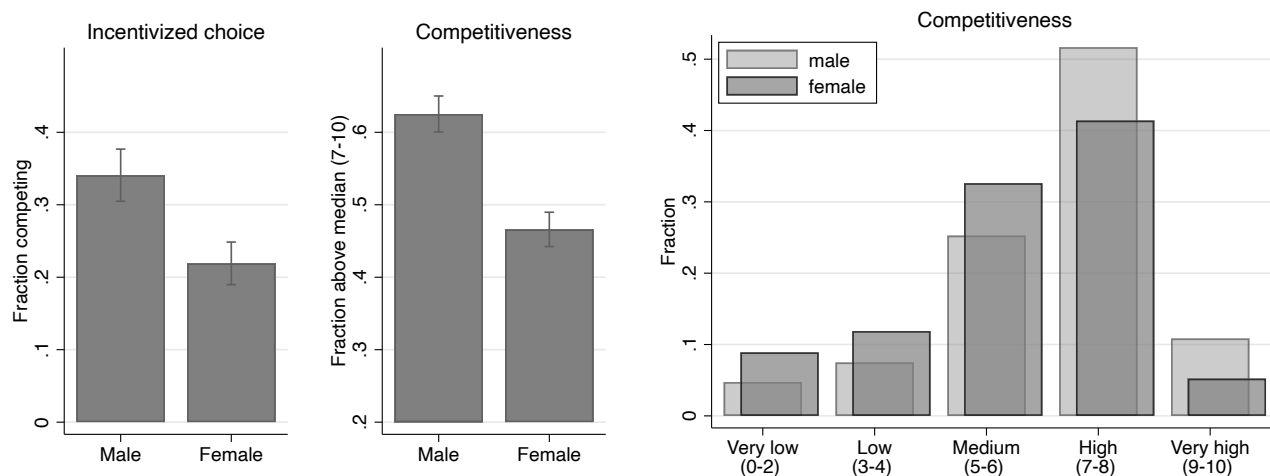 Incentivized choice
Fraction competing
.4
.3
.2
.1
0
Male Female
Competitiveness
Fraction above median (7-10)
.6
.5
.4
.3
.2
Male Female
Competitiveness
male
female
Fraction
.5
.4
.3
.2
.1
0
Very low Low Medium High Very high
(0-2) (3-4) (5-6) (7-8) (9-10)